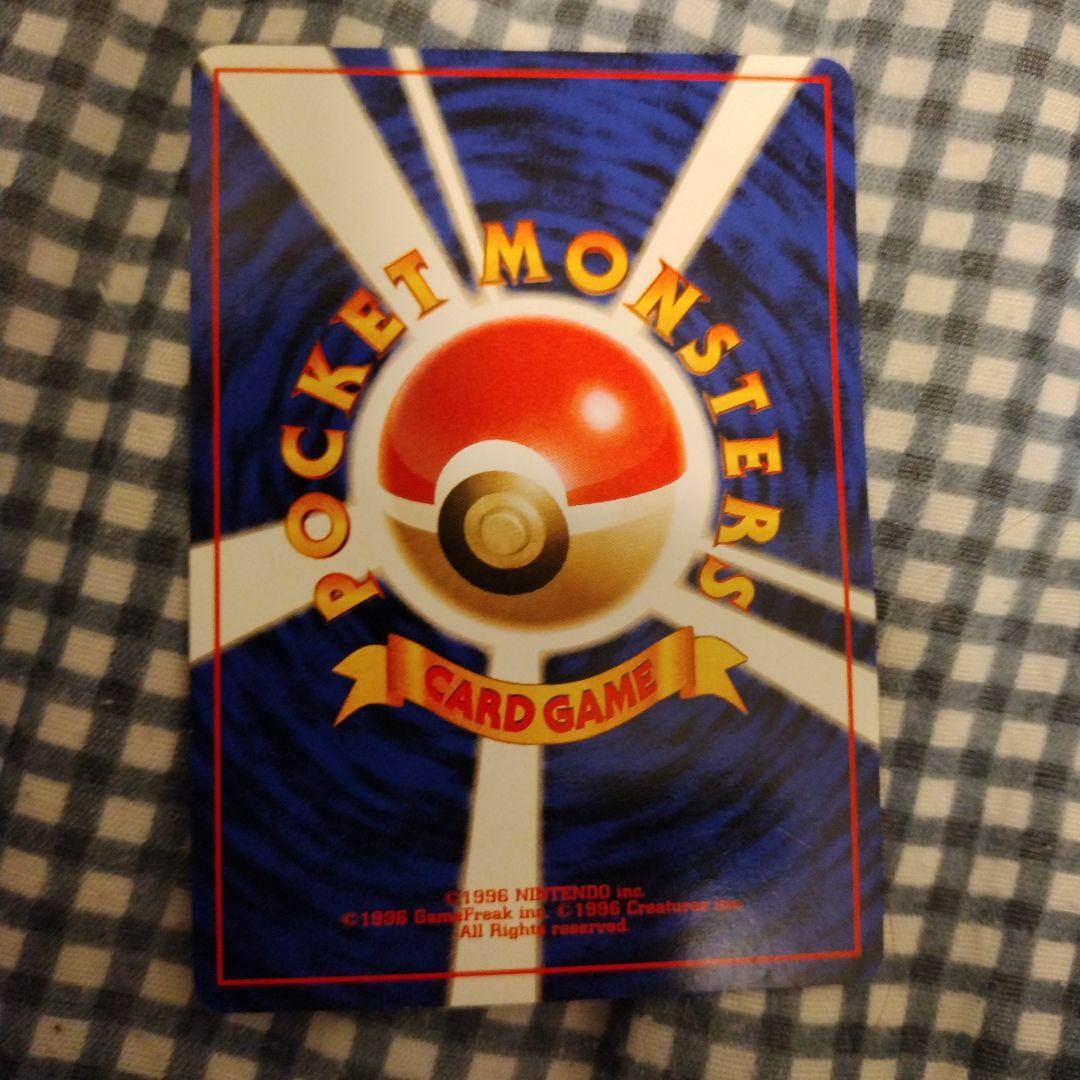 POCKET MONSTERS
CARD GAME
©1996 NINTENDO inc.
©1996 GameFreak inc. ©1996 Creatures inc.
All Rights reserved.